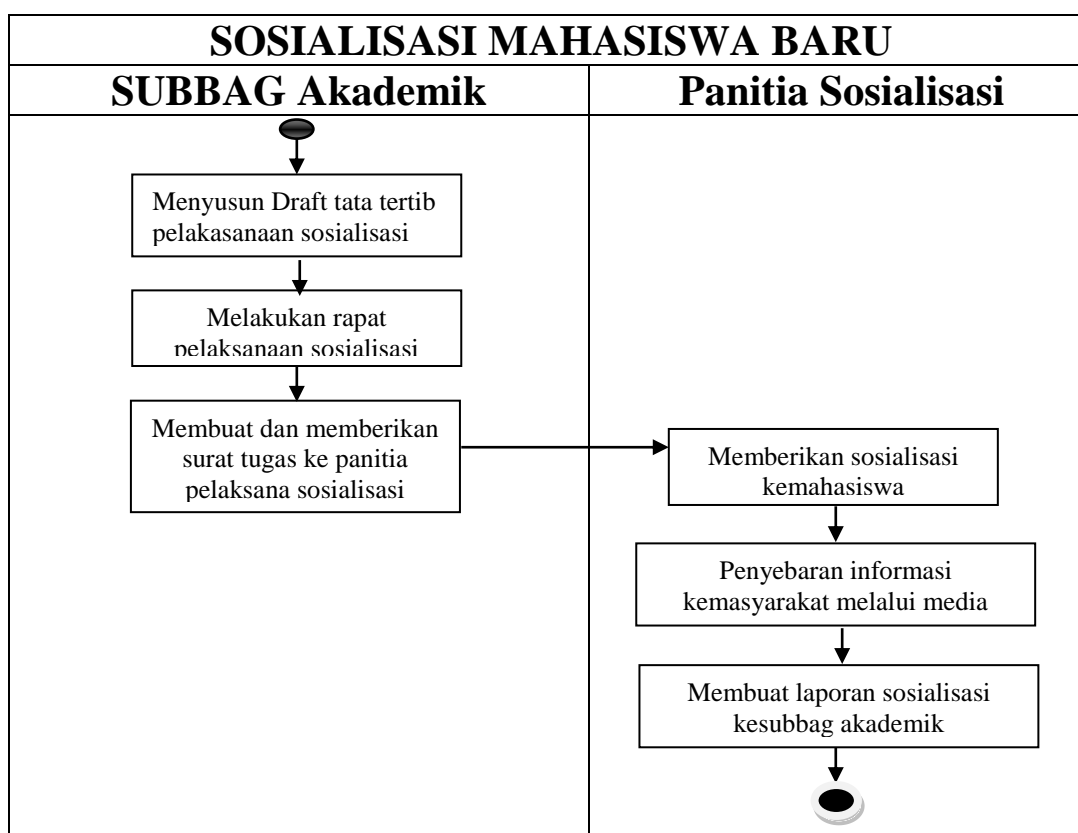 SOSIALISASI MAHASISWA BARU
SUBBAG Akademik
Panitia Sosialisasi
Menyusun Draft tata tertib
pelakasanaan sosialisasi
Melakukan rapat
pelaksanaan sosialisasi
Membuat dan memberikan
surat tugas ke panitia
pelaksana sosialisasi
Memberikan sosialisasi
kemahasiswa
Penyebaran informasi
kemasyarakat melalui media
Membuat laporan sosialisasi
kesubbag akademik